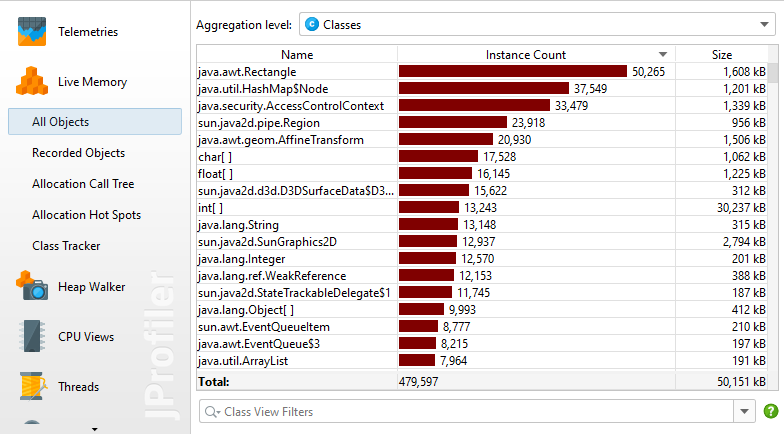 Telemetries
Live Memory
All Objects
Recorded Objects
Allocation Call Tree
Allocation Hot Spots
Class Tracker
Heap Walker
CPU Views
Threads
JProfiler
Aggregation level: C Classes
Name Instance Count Size
java.awt.Rectangle 50,265 1,608 kB
java.util.HashMap$Node 37,549 1,201 kB
java.security.AccessControlContext 33,479 1,339 kB
sun.java2d.pipe.Region 23,918 956 kB
java.awt.geom.AffineTransform 20,930 1,506 kB
char[ ] 17,528 1,062 kB
float[ ] 16,145 1,225 kB
sun.java2d.d3d.D3DSurfaceData$D3... 15,622 312 kB
int[ ] 13,243 30,237 kB
java.lang.String 13,148 315 kB
sun.java2d.SunGraphics2D 12,937 2,794 kB
java.lang.Integer 12,570 201 kB
java.lang.ref.WeakReference 12,153 388 kB
sun.java2d.StateTrackableDelegate$1 11,745 187 kB
java.lang.Object[ ] 9,993 412 kB
sun.awt.EventQueueItem 8,777 210 kB
java.awt.EventQueue$3 8,215 197 kB
java.util.ArrayList 7,964 191 kB
Total: 479,597 50,151 kB
Class View Filters ?